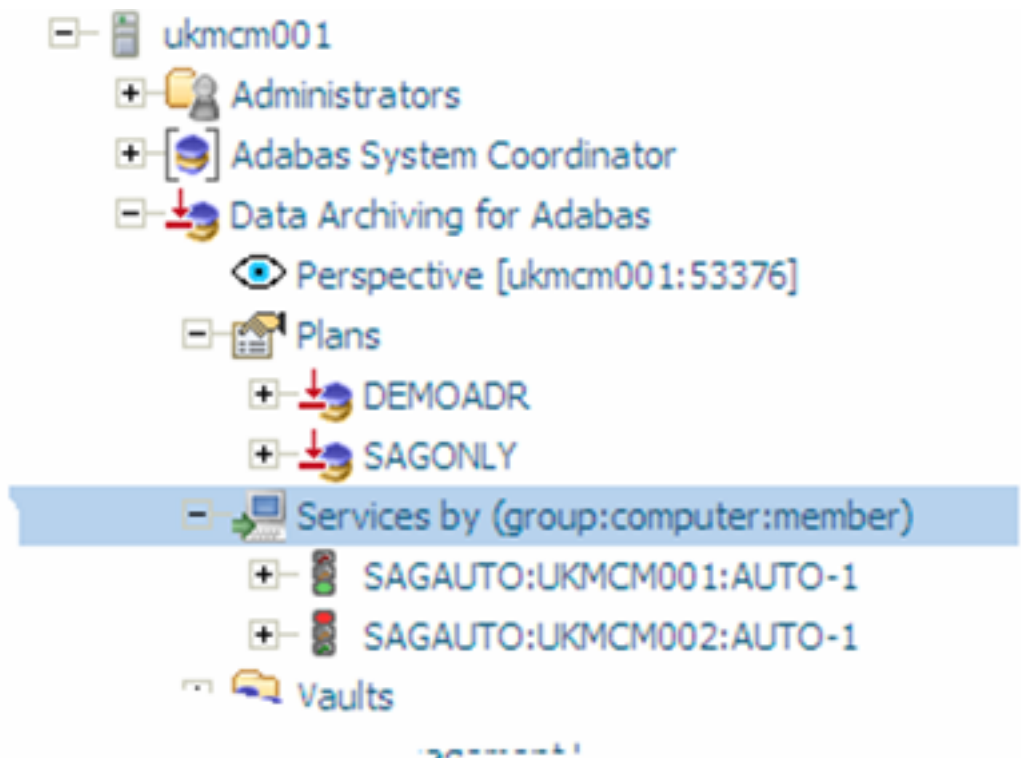 ukmcm001
Administrators
Adabas System Coordinator
Data Archiving for Adabas
Perspective [ukmcm001:53376]
Plans
DEMOADR
SAGONLY
Services by (group:computer:member)
SAGAUTO:UKMCM001:AUTO-1
SAGAUTO:UKMCM002:AUTO-1
Vaults